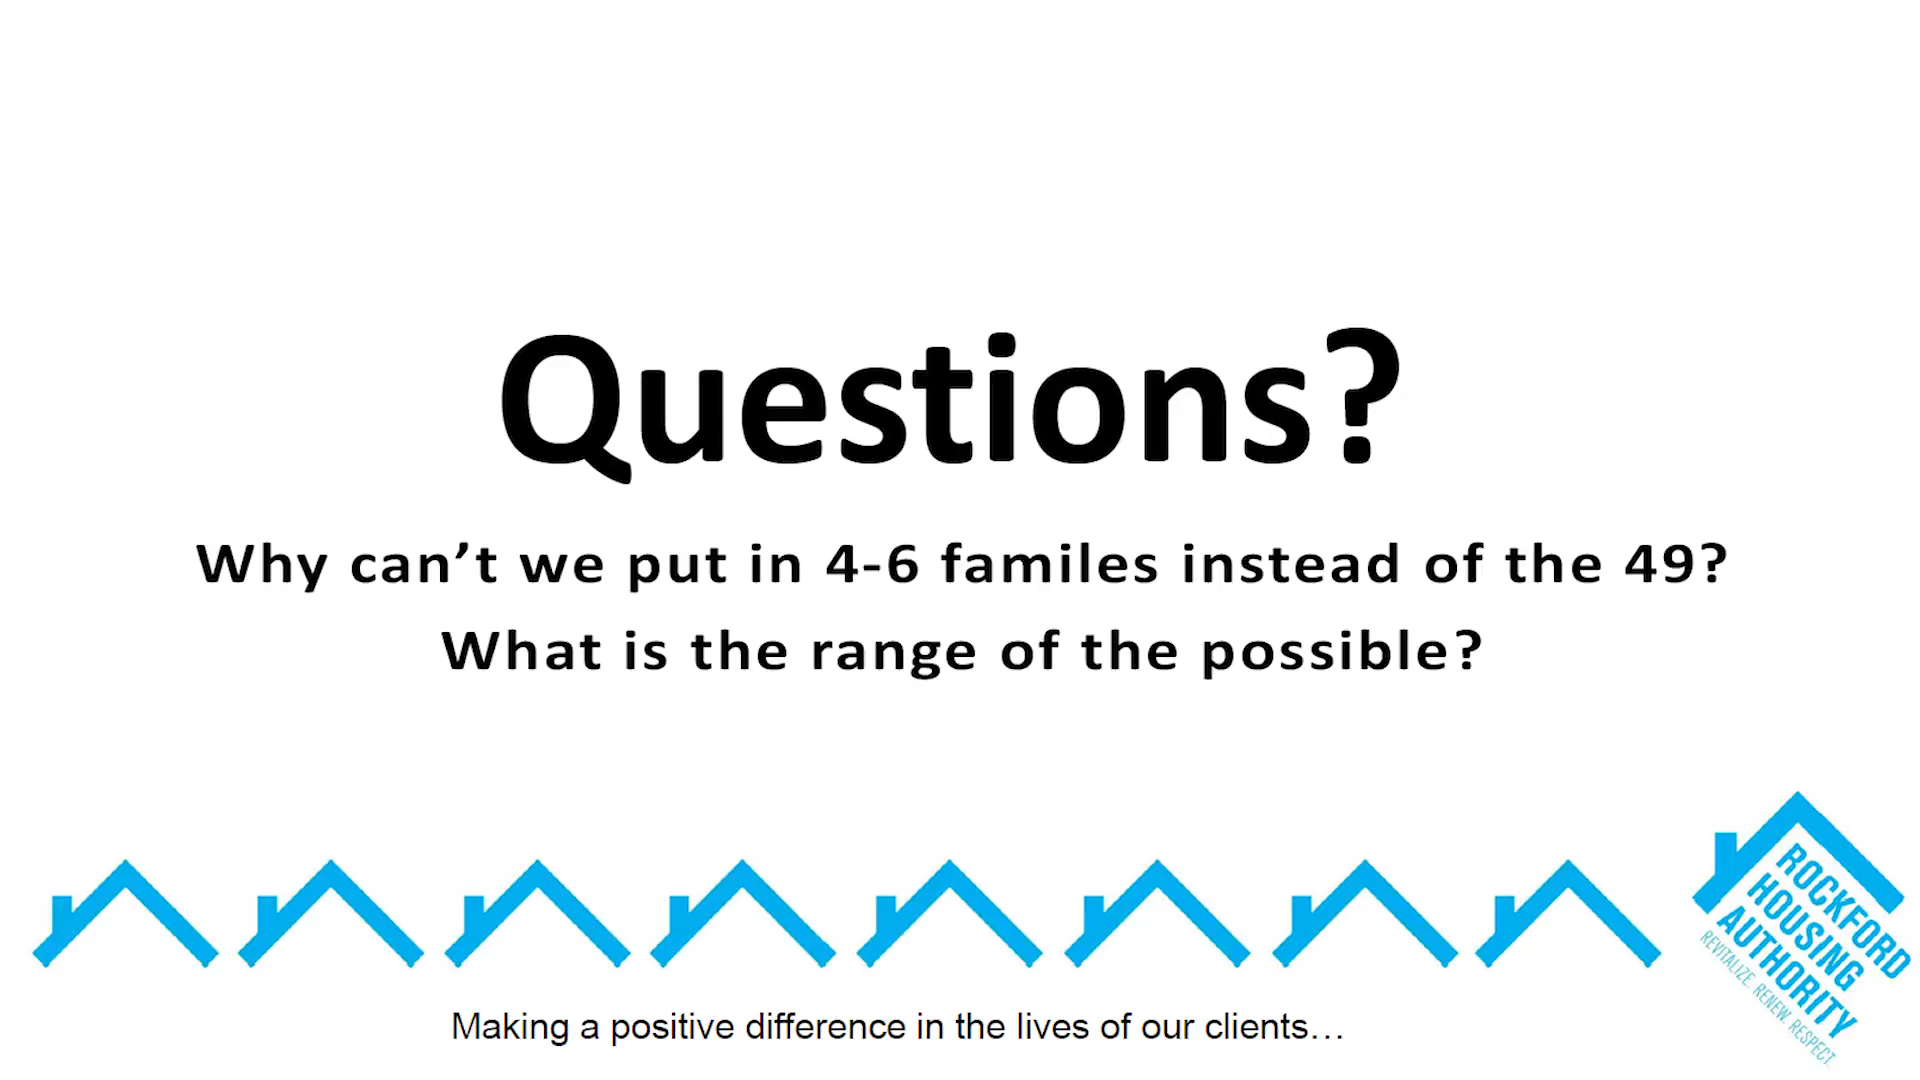 Questions?
Why can’t we put in 4-6 familes instead of the 49?
What is the range of the possible?
ROCKFORD
HOUSING
AUTHORITY
REVITALIZE. RENEW. RESPECT.
Making a positive difference in the lives of our clients…